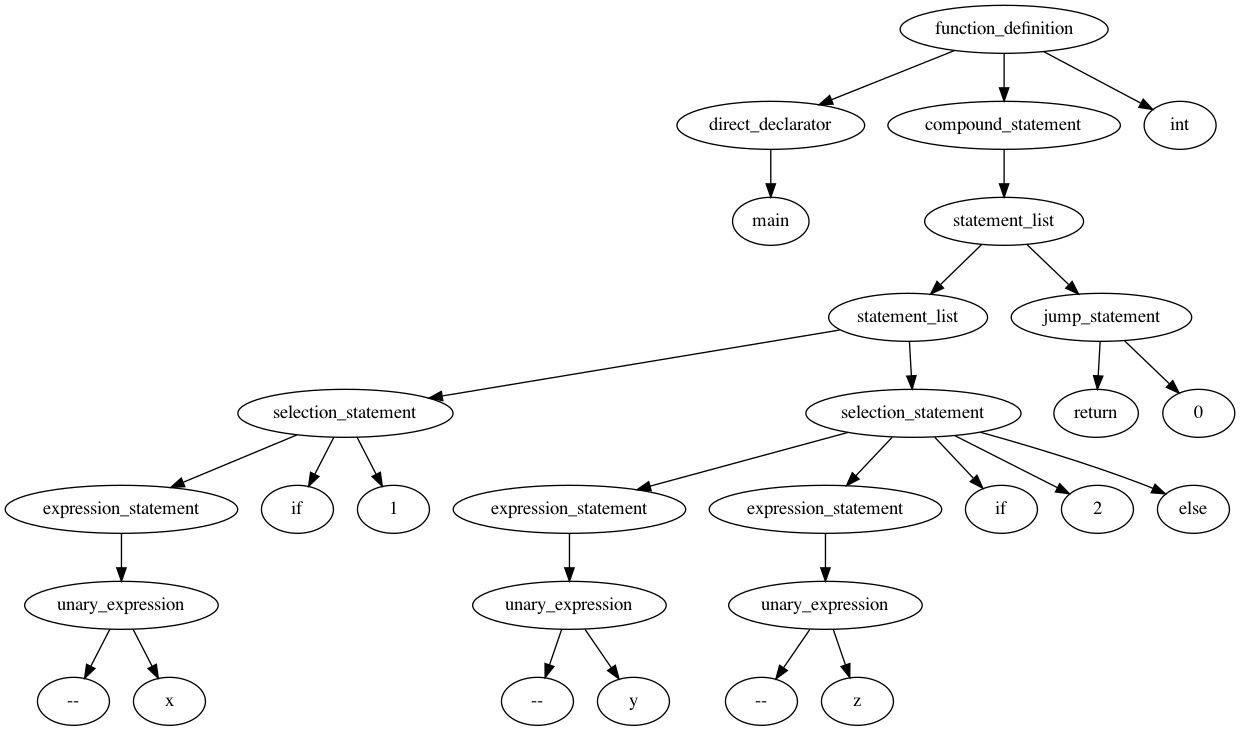 function_definition
direct_declarator
compound_statement
int
main
statement_list
statement_list
jump_statement
selection_statement
selection_statement
return
0
expression_statement
if
1
expression_statement
expression_statement
if
2
else
unary_expression
unary_expression
unary_expression
--
x
--
y
--
z